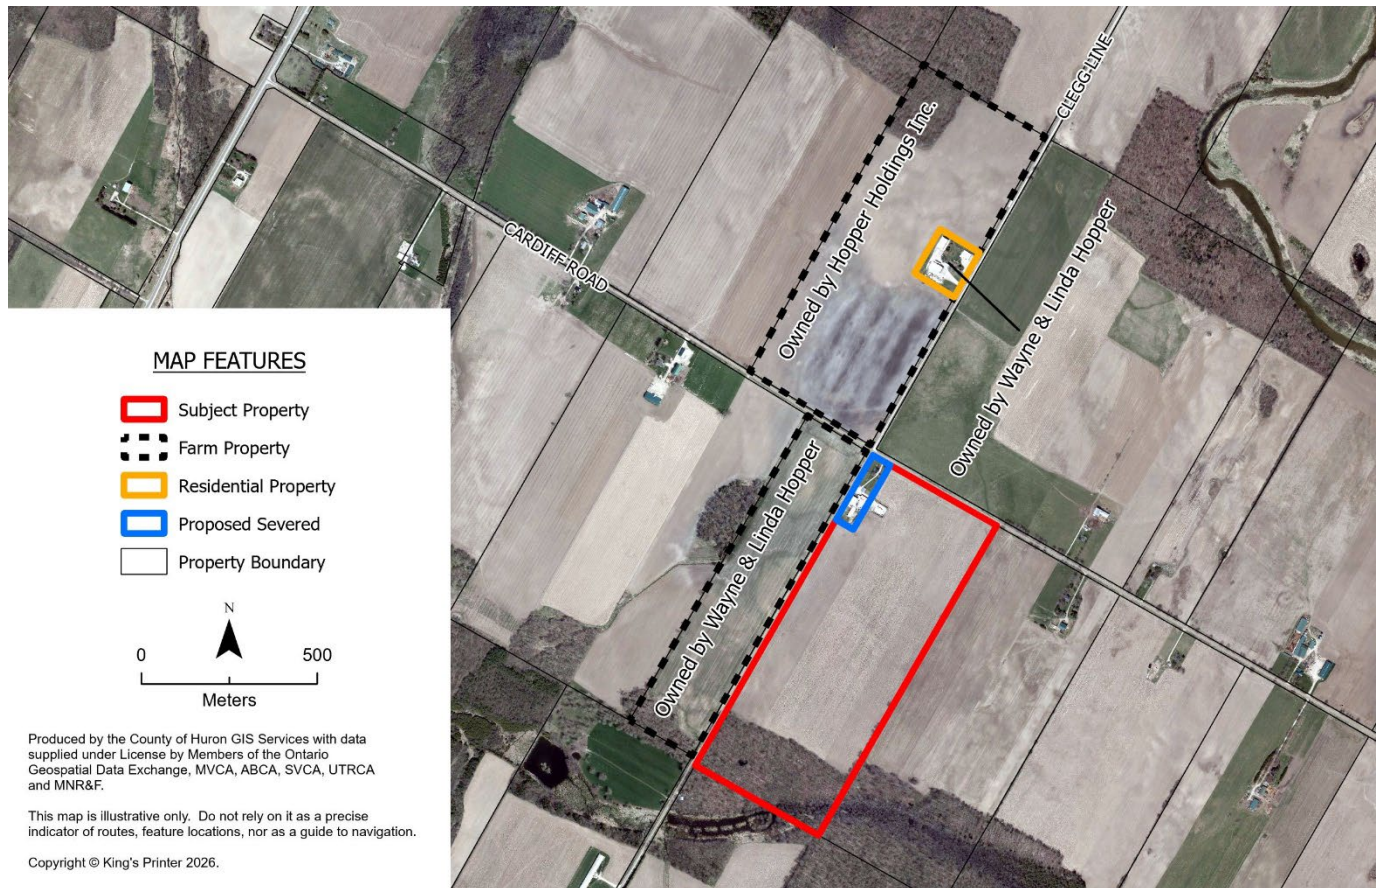 CLEGG LINE
Owned by Hopper Holdings Inc.
CARDIFF ROAD
Owned by Wayne & Linda Hopper
Owned by Wayne & Linda Hopper
MAP FEATURES
Subject Property
Farm Property
Residential Property
Proposed Severed
Property Boundary
N
0 500
Meters
Produced by the County of Huron GIS Services with data
supplied under License by Members of the Ontario
Geospatial Data Exchange, MVCA, ABCA, SVCA, UTRCA
and MNR&F.
This map is illustrative only. Do not rely on it as a precise
indicator of routes, feature locations, nor as a guide to navigation.
Copyright © King's Printer 2026.